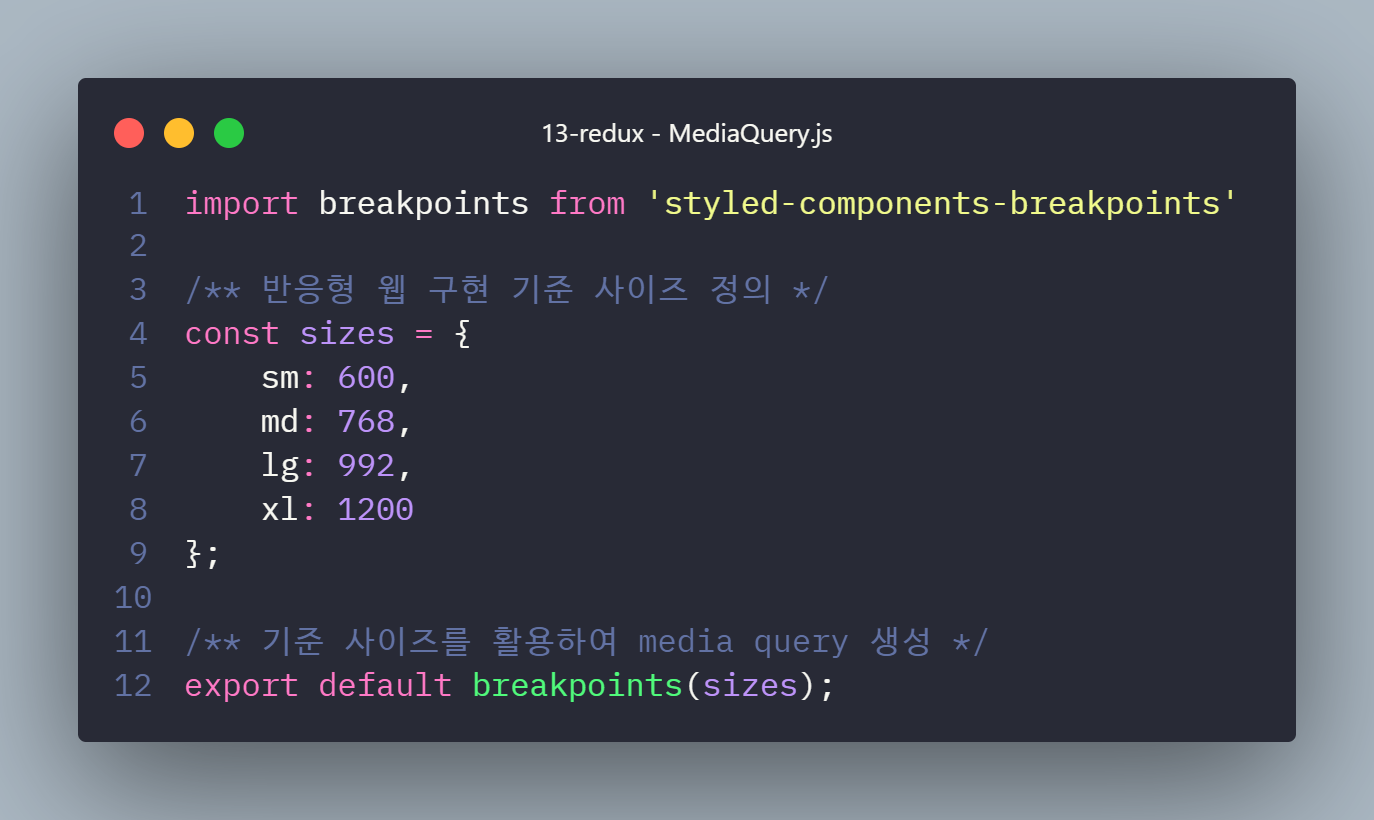 13-redux - MediaQuery.js
1 import breakpoints from 'styled-components-breakpoints'
2
3 /** 반응형 웹 구현 기준 사이즈 정의 */
4 const sizes = {
5     sm: 600,
6     md: 768,
7     lg: 992,
8     xl: 1200
9 };
10
11 /** 기준 사이즈를 활용하여 media query 생성 */
12 export default breakpoints(sizes);